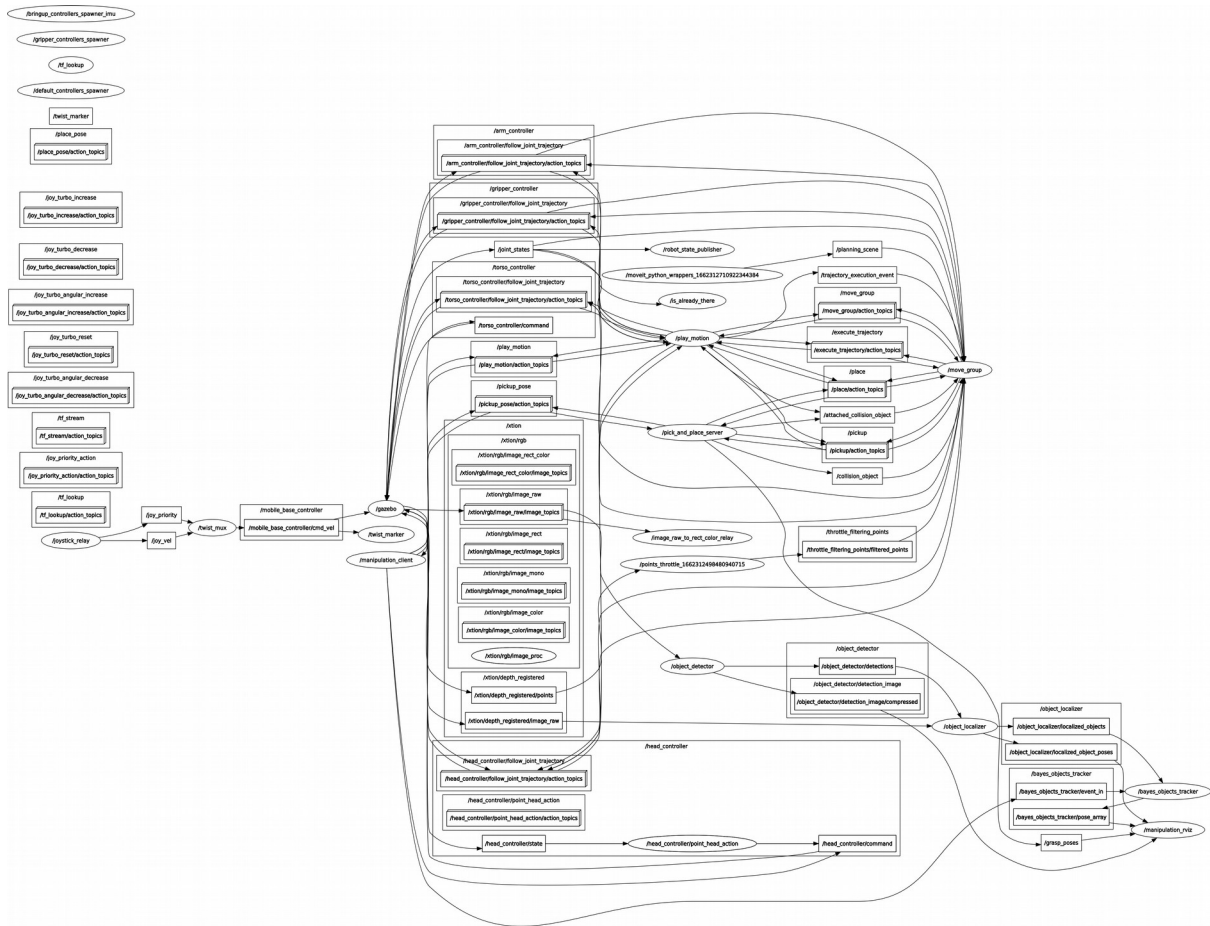 /bringup_controllers_spawner_imu
/gripper_controllers_spawner
/tf_lookup
/default_controllers_spawner
/twist_marker
/place_pose
/place_pose/action_topics
/joy_turbo_increase
/joy_turbo_increase/action_topics
/joy_turbo_decrease
/joy_turbo_decrease/action_topics
/joy_turbo_angular_increase
/joy_turbo_angular_increase/action_topics
/joy_turbo_reset
/joy_turbo_reset/action_topics
/joy_turbo_angular_decrease
/joy_turbo_angular_decrease/action_topics
/tf_stream
/tf_stream/action_topics
/joy_priority_action
/joy_priority_action/action_topics
/tf_lookup
/tf_lookup/action_topics
/joystick_relay
/joy_priority
/joy_vel
/twist_mux
/mobile_base_controller
/mobile_base_controller/cmd_vel
/gazebo
/twist_marker
/manipulation_client
/arm_controller
/arm_controller/follow_joint_trajectory
/arm_controller/follow_joint_trajectory/action_topics
/gripper_controller
/gripper_controller/follow_joint_trajectory
/gripper_controller/follow_joint_trajectory/action_topics
/joint_states
/torso_controller
/torso_controller/follow_joint_trajectory
/torso_controller/follow_joint_trajectory/action_topics
/torso_controller/command
/play_motion
/play_motion/action_topics
/pickup_pose
/pickup_pose/action_topics
/xtion
/xtion/rgb
/xtion/rgb/image_rect_color
/xtion/rgb/image_rect_color/image_topics
/xtion/rgb/image_raw
/xtion/rgb/image_raw/image_topics
/xtion/rgb/image_rect
/xtion/rgb/image_rect/image_topics
/xtion/rgb/image_mono
/xtion/rgb/image_mono/image_topics
/xtion/rgb/image_color
/xtion/rgb/image_color/image_topics
/xtion/rgb/image_proc
/xtion/depth_registered
/xtion/depth_registered/points
/xtion/depth_registered/image_raw
/head_controller
/head_controller/follow_joint_trajectory
/head_controller/follow_joint_trajectory/action_topics
/head_controller/point_head_action
/head_controller/point_head_action/action_topics
/head_controller/state
/head_controller/point_head_action
/head_controller/command
/robot_state_publisher
/moveit_python_wrappers_1662312710922344384
/is_already_there
/play_motion
/pick_and_place_server
/image_raw_to_rect_color_relay
/points_throttle_1662312498480940715
/object_detector
/planning_scene
/trajectory_execution_event
/move_group
/move_group/action_topics
/execute_trajectory
/execute_trajectory/action_topics
/place
/place/action_topics
/attached_collision_object
/pickup
/pickup/action_topics
/collision_object
/throttle_filtering_points
/throttle_filtering_points/filtered_points
/move_group
/object_detector
/object_detector/detections
/object_detector/detection_image
/object_detector/detection_image/compressed
/object_localizer
/object_localizer
/object_localizer/localized_objects
/object_localizer/localized_object_poses
/bayes_objects_tracker
/bayes_objects_tracker/event_in
/bayes_objects_tracker/pose_array
/grasp_poses
/bayes_objects_tracker
/manipulation_rviz